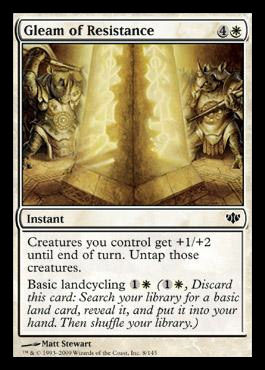 Gleam of Resistance 4
Instant
Creatures you control get +1/+2
until end of turn. Untap those
creatures.
Basic landcycling 1 (1, Discard
this card: Search your library for a basic
land card, reveal it, and put it into your
hand. Then shuffle your library.)
Matt Stewart
™ & © 1993-2009 Wizards of the Coast, Inc. 8/145